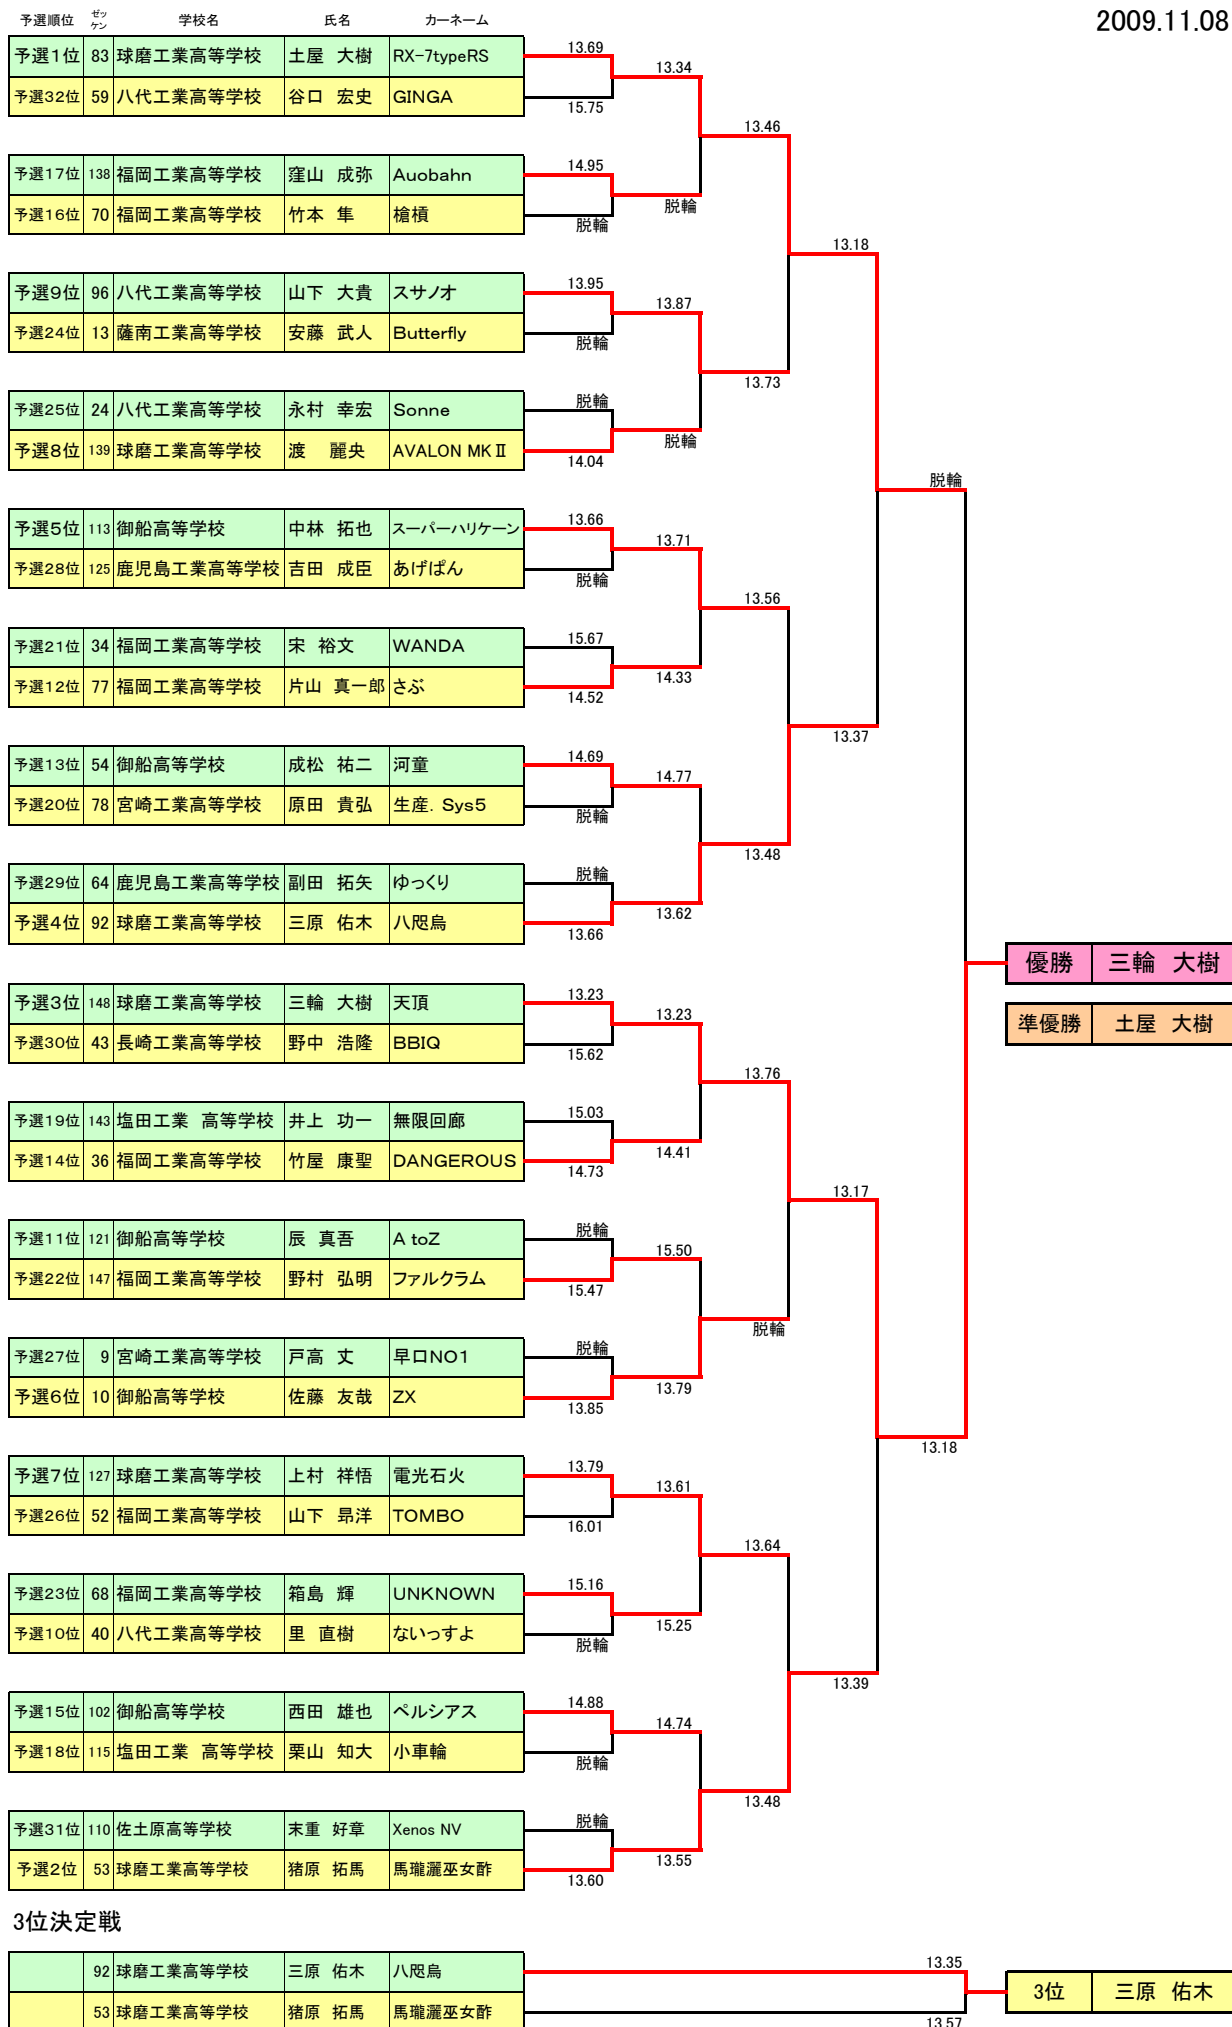 2009.11.08
予選順位 ゼッケン 学校名 氏名 カーネーム
予選1位 83 球磨工業高等学校 土屋 大樹 RX-7typeRS 13.69
13.34
予選32位 59 八代工業高等学校 谷口 宏史 GINGA 15.75
13.46
予選17位 138 福岡工業高等学校 窪山 成弥 Auobahn 14.95
脱輪
予選16位 70 福岡工業高等学校 竹本 隼 槍槓 脱輪
13.18
予選9位 96 八代工業高等学校 山下 大貴 スサノオ 13.95
13.87
予選24位 13 薩南工業高等学校 安藤 武人 Butterfly 脱輪
13.73
予選25位 24 八代工業高等学校 永村 幸宏 Sonne 脱輪
脱輪
予選8位 139 球磨工業高等学校 渡 麗央 AVALON MKⅡ 14.04
脱輪
予選5位 113 御船高等学校 中林 拓也 スーパーハリケーン 13.66
13.71
予選28位 125 鹿児島工業高等学校 吉田 成臣 あげぱん 脱輪
13.56
予選21位 34 福岡工業高等学校 宋 裕文 WANDA 15.67
14.33
予選12位 77 福岡工業高等学校 片山 真一郎 さぶ 14.52
13.37
予選13位 54 御船高等学校 成松 祐二 河童 14.69
14.77
予選20位 78 宮崎工業高等学校 原田 貴弘 生産. Sys5 脱輪
13.48
予選29位 64 鹿児島工業高等学校 副田 拓矢 ゆっくり 脱輪
13.62
予選4位 92 球磨工業高等学校 三原 佑木 八咫烏 13.66
優勝 三輪 大樹
準優勝 土屋 大樹
予選3位 148 球磨工業高等学校 三輪 大樹 天頂 13.23
13.23
予選30位 43 長崎工業高等学校 野中 浩隆 BBIQ 15.62
13.76
予選19位 143 塩田工業 高等学校 井上 功一 無限回廊 15.03
14.41
予選14位 36 福岡工業高等学校 竹屋 康聖 DANGEROUS 14.73
13.17
予選11位 121 御船高等学校 辰 真吾 A toZ 脱輪
15.50
予選22位 147 福岡工業高等学校 野村 弘明 ファルクラム 15.47
脱輪
予選27位 9 宮崎工業高等学校 戸高 丈 早口NO1 脱輪
13.79
予選6位 10 御船高等学校 佐藤 友哉 ZX 13.85
13.18
予選7位 127 球磨工業高等学校 上村 祥悟 電光石火 13.79
13.61
予選26位 52 福岡工業高等学校 山下 昂洋 TOMBO 16.01
13.64
予選23位 68 福岡工業高等学校 箱島 輝 UNKNOWN 15.16
15.25
予選10位 40 八代工業高等学校 里 直樹 ないっすよ 脱輪
13.39
予選15位 102 御船高等学校 西田 雄也 ペルシアス 14.88
14.74
予選18位 115 塩田工業 高等学校 栗山 知大 小車輪 脱輪
13.48
予選31位 110 佐土原高等学校 末重 好章 Xenos NV 脱輪
13.55
予選2位 53 球磨工業高等学校 猪原 拓馬 馬瓏灑巫女酢 13.60
3位決定戦
92 球磨工業高等学校 三原 佑木 八咫烏 13.35
3位 三原 佑木
53 球磨工業高等学校 猪原 拓馬 馬瓏灑巫女酢 13.57